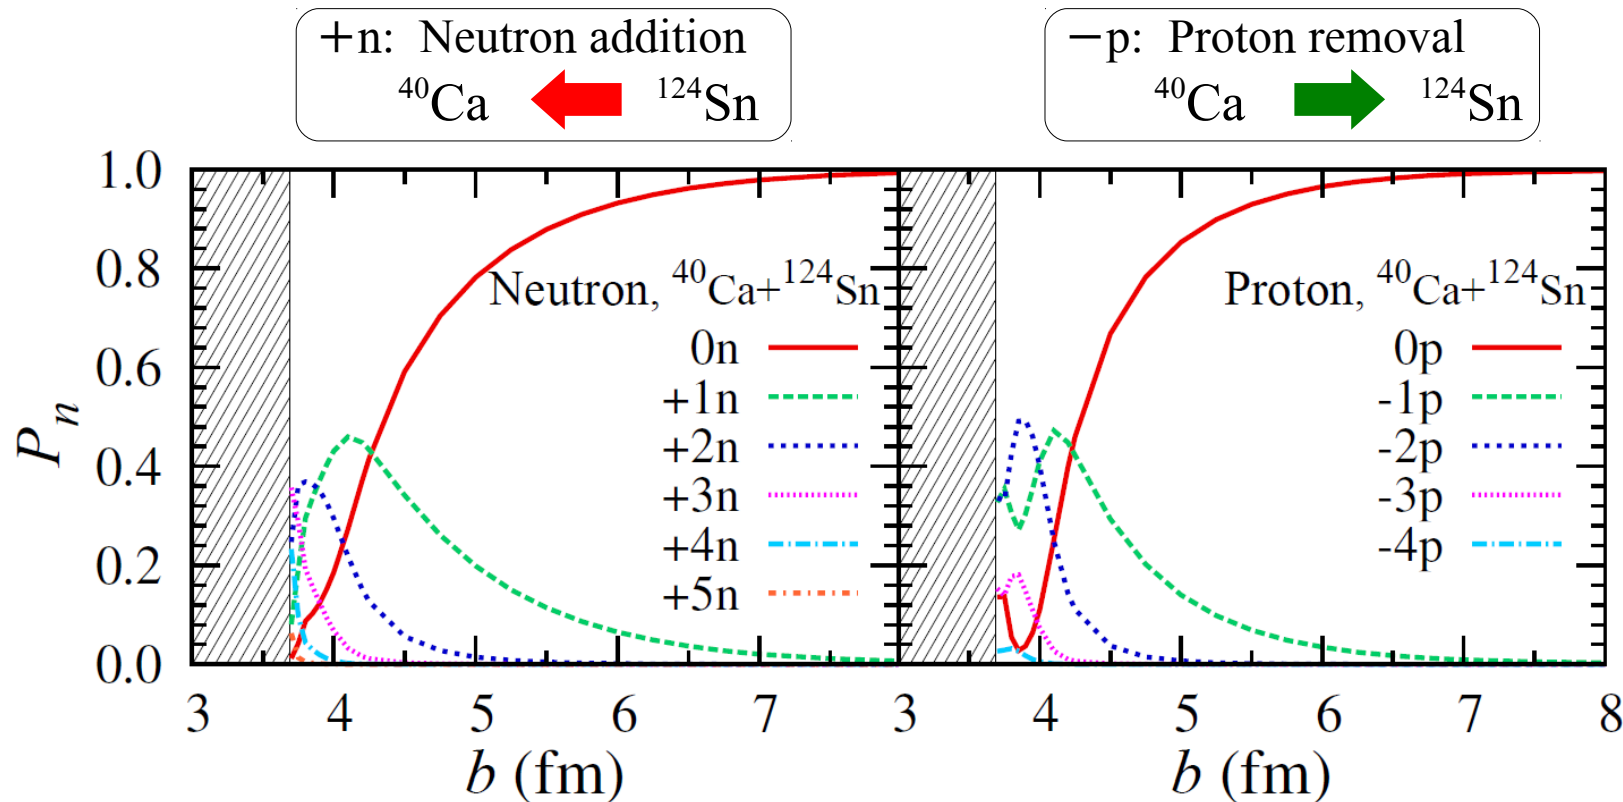 +n: Neutron addition
⁴⁰Ca ¹²⁴Sn
−p: Proton removal
⁴⁰Ca ¹²⁴Sn
Pₙ
1.0
0.8
0.6
0.4
0.2
0.0
Neutron, ⁴⁰Ca+¹²⁴Sn
0n
+1n
+2n
+3n
+4n
+5n
3 4 5 6 7
b (fm)
Proton, ⁴⁰Ca+¹²⁴Sn
0p
-1p
-2p
-3p
-4p
3 4 5 6 7 8
b (fm)